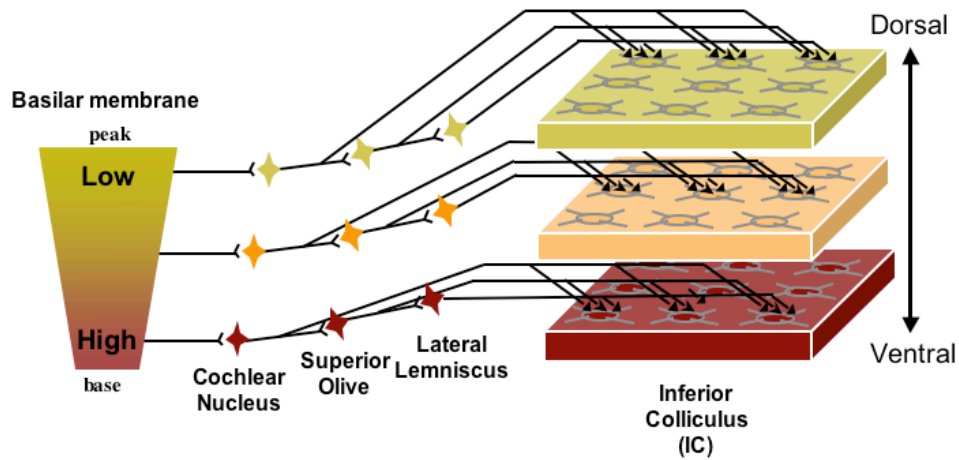 Dorsal
Basilar membrane
peak
Low
High
base
Cochlear
Nucleus
Superior
Olive
Lateral
Lemniscus
Inferior
Colliculus
(IC)
Ventral